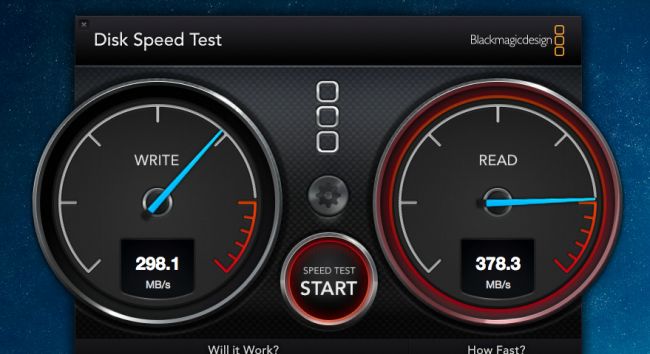 Disk Speed Test
Blackmagicdesign
WRITE
298.1
MB/s
READ
378.3
MB/s
SPEED TEST
START
Will it Work?
How Fast?